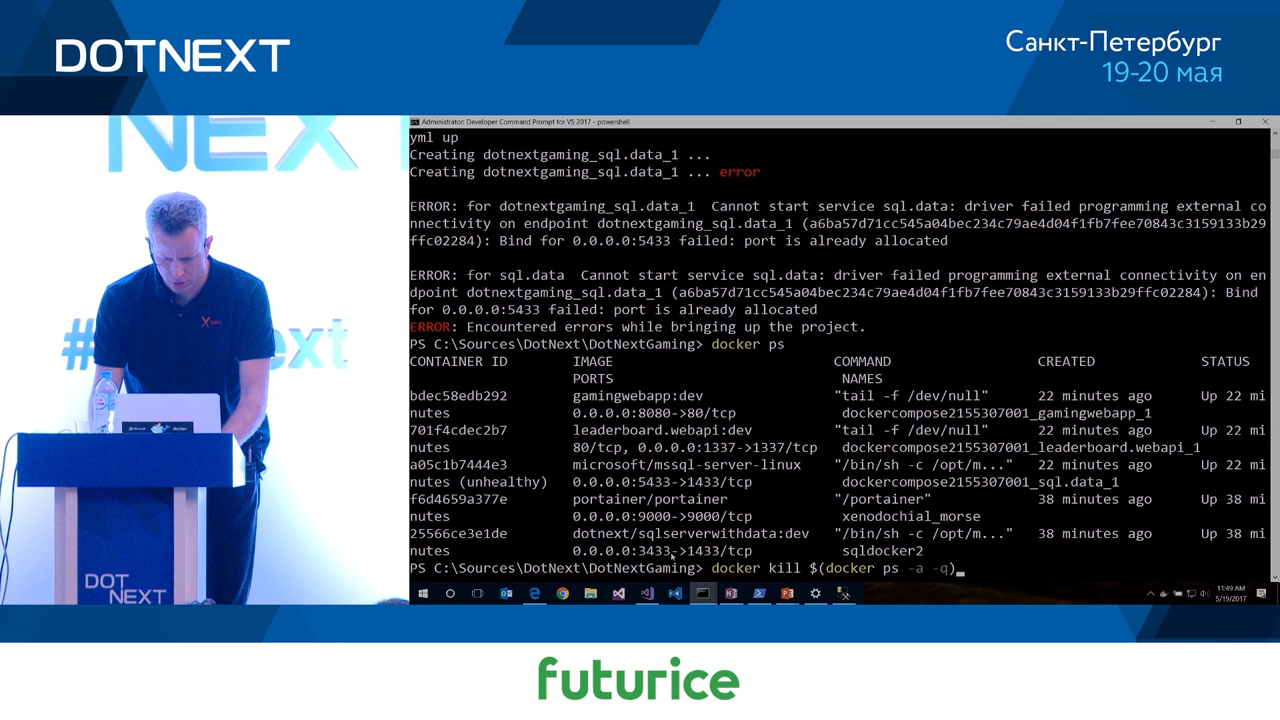 DOTNEXT
Санкт-Петербург
19-20 мая
NEX
#
ext
DOT
NEXT
Administrator: Developer Command Prompt for VS 2017 - powershell
yml up
Creating dotnextgaming_sql.data_1 ...
Creating dotnextgaming_sql.data_1 ... error
ERROR: for dotnextgaming_sql.data_1  Cannot start service sql.data: driver failed programming external co
nnectivity on endpoint dotnextgaming_sql.data_1 (a6ba57d71cc545a04bec234c79ae4d04f1fb7fee70843c3159133b29
ffc02284): Bind for 0.0.0.0:5433 failed: port is already allocated
ERROR: for sql.data  Cannot start service sql.data: driver failed programming external connectivity on en
dpoint dotnextgaming_sql.data_1 (a6ba57d71cc545a04bec234c79ae4d04f1fb7fee70843c3159133b29ffc02284): Bind
for 0.0.0.0:5433 failed: port is already allocated
ERROR: Encountered errors while bringing up the project.
PS C:\Sources\DotNext\DotNextGaming> docker ps
CONTAINER ID IMAGE COMMAND CREATED STATUS
PORTS NAMES
bdec58edb292 gamingwebapp:dev "tail -f /dev/null" 22 minutes ago Up 22 mi
nutes 0.0.0.0:8080->80/tcp dockercompose2155307001_gamingwebapp_1
701f4cdec2b7 leaderboard.webapi:dev "tail -f /dev/null" 22 minutes ago Up 22 mi
nutes 80/tcp, 0.0.0.0:1337->1337/tcp dockercompose2155307001_leaderboard.webapi_1
a05c1b7444e3 microsoft/mssql-server-linux "/bin/sh -c /opt/m..." 22 minutes ago Up 22 mi
nutes (unhealthy) 0.0.0.0:5433->1433/tcp dockercompose2155307001_sql.data_1
f6d4659a377e portainer/portainer "/portainer" 38 minutes ago Up 38 mi
nutes 0.0.0.0:9000->9000/tcp xenodochial_morse
25566ce3e1de dotnext/sqlserverwithdata:dev "/bin/sh -c /opt/m..." 38 minutes ago Up 38 mi
nutes 0.0.0.0:3433->1433/tcp sqldocker2
PS C:\Sources\DotNext\DotNextGaming> docker kill $(docker ps -a -q)_
11:49 AM
5/19/2017
futurice